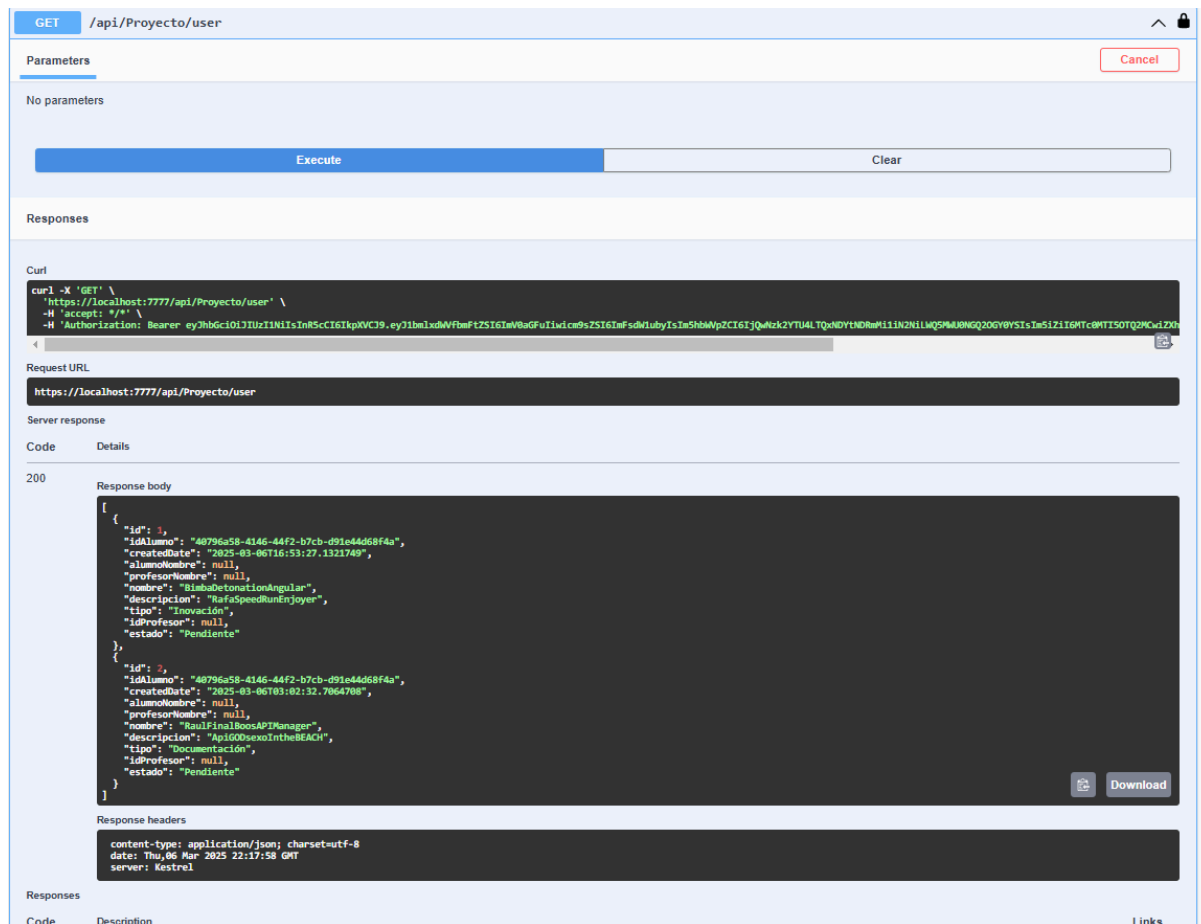 GET /api/Proyecto/user
Parameters
Cancel
No parameters
Execute
Clear
Responses
Curl
curl -X 'GET' \
'https://localhost:7777/api/Proyecto/user' \
-H 'accept: */*' \
-H 'Authorization: Bearer
Request URL
https://localhost:7777/api/Proyecto/user
Server response
Code Details
200
Response body
[
{
"id": 1,
"idAlumno": "40796a58-4146-44f2-b7cb-d91e44d68f4a",
"createdDate": "2025-03-06T16:53:27.1321749",
"alumnoNombre": null,
"profesorNombre": null,
"nombre": "BimbaDetonationAngular",
"descripcion": "RafaSpeedRunEnjoyer",
"tipo": "Inovación",
"idProfesor": null,
"estado": "Pendiente"
},
{
"id": 2,
"idAlumno": "40796a58-4146-44f2-b7cb-d91e44d68f4a",
"createdDate": "2025-03-06T03:02:32.7064708",
"alumnoNombre": null,
"profesorNombre": null,
"nombre": "RaulFinalBoosAPIManager",
"descripcion": "ApiGODsexoIntheBEACH",
"tipo": "Documentación",
"idProfesor": null,
"estado": "Pendiente"
}
]
Download
Response headers
content-type: application/json; charset=utf-8
date: Thu,06 Mar 2025 22:17:58 GMT
server: Kestrel
Responses
Code Description Links